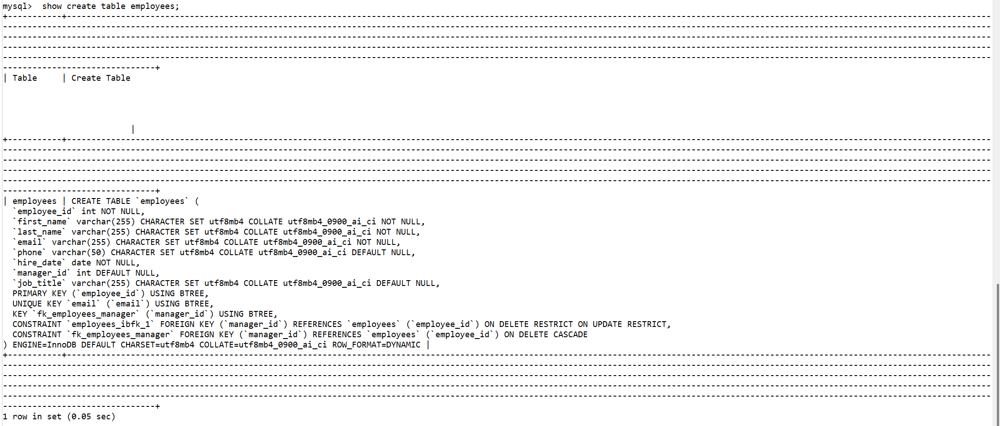 mysql>  show create table employees;
+-----------+--------------------------------------------------------------------------------------------------------------------------------------------------------------------------------------------
---------------------------------------------------------------------------------------------------------------------------------------------------------------------------------------------------------
---------------------------------------------------------------------------------------------------------------------------------------------------------------------------------------------------------
---------------------------------------------------------------------------------------------------------------------------------------------------------------------------------------------------------
---------------------------------------------------------------------------------------------------------------------------------------------------------------------------------------------------------
-------------------------------+
| Table     | Create Table
|
+-----------+--------------------------------------------------------------------------------------------------------------------------------------------------------------------------------------------
---------------------------------------------------------------------------------------------------------------------------------------------------------------------------------------------------------
---------------------------------------------------------------------------------------------------------------------------------------------------------------------------------------------------------
---------------------------------------------------------------------------------------------------------------------------------------------------------------------------------------------------------
---------------------------------------------------------------------------------------------------------------------------------------------------------------------------------------------------------
-------------------------------+
| employees | CREATE TABLE `employees` (
  `employee_id` int NOT NULL,
  `first_name` varchar(255) CHARACTER SET utf8mb4 COLLATE utf8mb4_0900_ai_ci NOT NULL,
  `last_name` varchar(255) CHARACTER SET utf8mb4 COLLATE utf8mb4_0900_ai_ci NOT NULL,
  `email` varchar(255) CHARACTER SET utf8mb4 COLLATE utf8mb4_0900_ai_ci NOT NULL,
  `phone` varchar(50) CHARACTER SET utf8mb4 COLLATE utf8mb4_0900_ai_ci DEFAULT NULL,
  `hire_date` date NOT NULL,
  `manager_id` int DEFAULT NULL,
  `job_title` varchar(255) CHARACTER SET utf8mb4 COLLATE utf8mb4_0900_ai_ci DEFAULT NULL,
  PRIMARY KEY (`employee_id`) USING BTREE,
  UNIQUE KEY `email` (`email`) USING BTREE,
  KEY `fk_employees_manager` (`manager_id`) USING BTREE,
  CONSTRAINT `employees_ibfk_1` FOREIGN KEY (`manager_id`) REFERENCES `employees` (`employee_id`) ON DELETE RESTRICT ON UPDATE RESTRICT,
  CONSTRAINT `fk_employees_manager` FOREIGN KEY (`manager_id`) REFERENCES `employees` (`employee_id`) ON DELETE CASCADE
) ENGINE=InnoDB DEFAULT CHARSET=utf8mb4 COLLATE=utf8mb4_0900_ai_ci ROW_FORMAT=DYNAMIC |
+-----------+--------------------------------------------------------------------------------------------------------------------------------------------------------------------------------------------
---------------------------------------------------------------------------------------------------------------------------------------------------------------------------------------------------------
---------------------------------------------------------------------------------------------------------------------------------------------------------------------------------------------------------
---------------------------------------------------------------------------------------------------------------------------------------------------------------------------------------------------------
---------------------------------------------------------------------------------------------------------------------------------------------------------------------------------------------------------
-------------------------------+
1 row in set (0.05 sec)